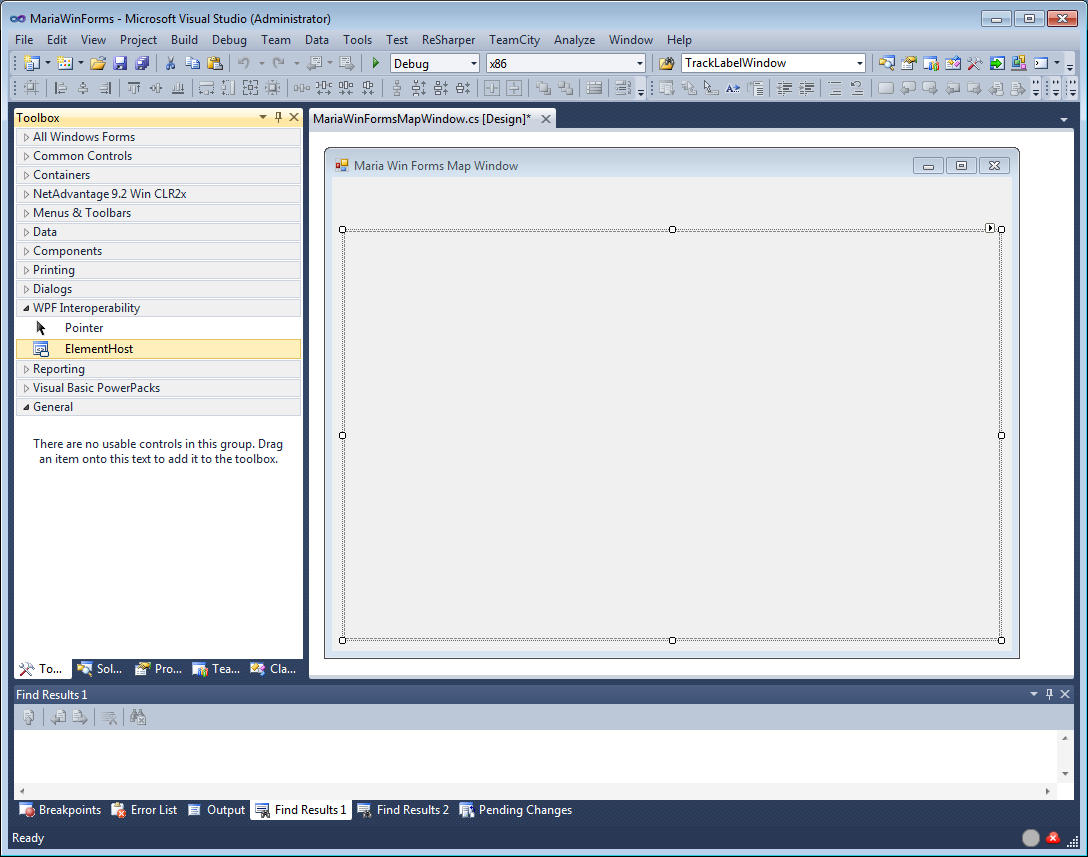 MariaWinForms - Microsoft Visual Studio (Administrator)
File Edit View Project Build Debug Team Data Tools Test ReSharper TeamCity Analyze Window Help
Debug x86 TrackLabelWindow
Toolbox
All Windows Forms
Common Controls
Containers
NetAdvantage 9.2 Win CLR2x
Menus & Toolbars
Data
Components
Printing
Dialogs
WPF Interoperability
Pointer
ElementHost
Reporting
Visual Basic PowerPacks
General
There are no usable controls in this group. Drag
an item onto this text to add it to the toolbox.
To... Sol... Pro... Tea... Cla...
MariaWinFormsMapWindow.cs [Design]*
Maria Win Forms Map Window
Find Results 1
Breakpoints Error List Output Find Results 1 Find Results 2 Pending Changes
Ready